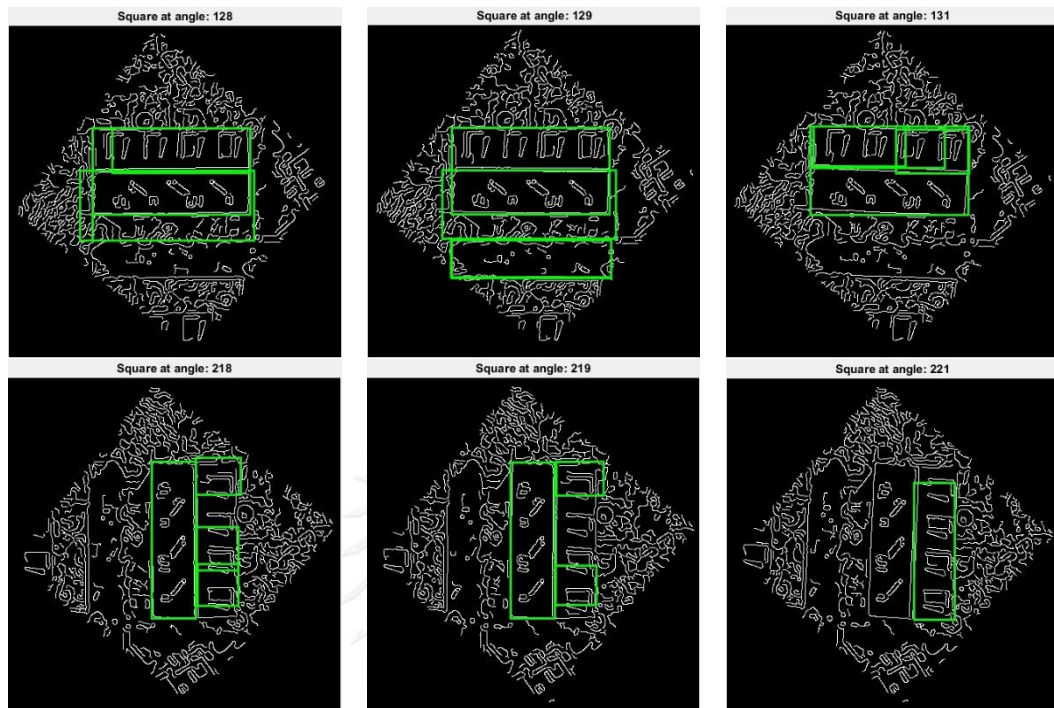 Square at angle: 128
Square at angle: 129
Square at angle: 131
Square at angle: 218
Square at angle: 219
Square at angle: 221